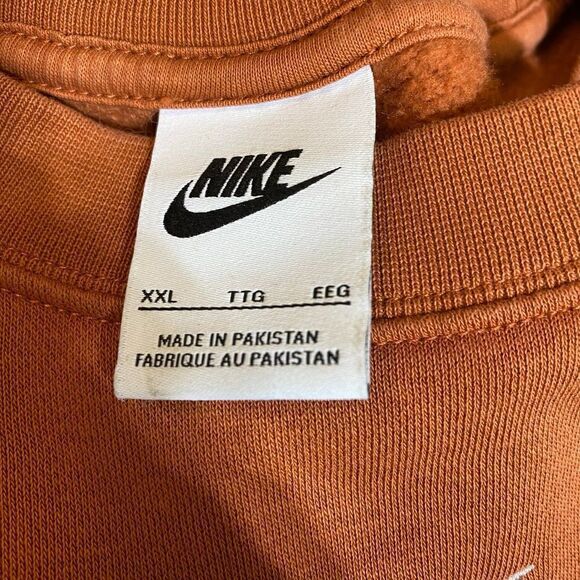 NIKE
XXL TTG EEG
MADE IN PAKISTAN
FABRIQUE AU PAKISTAN